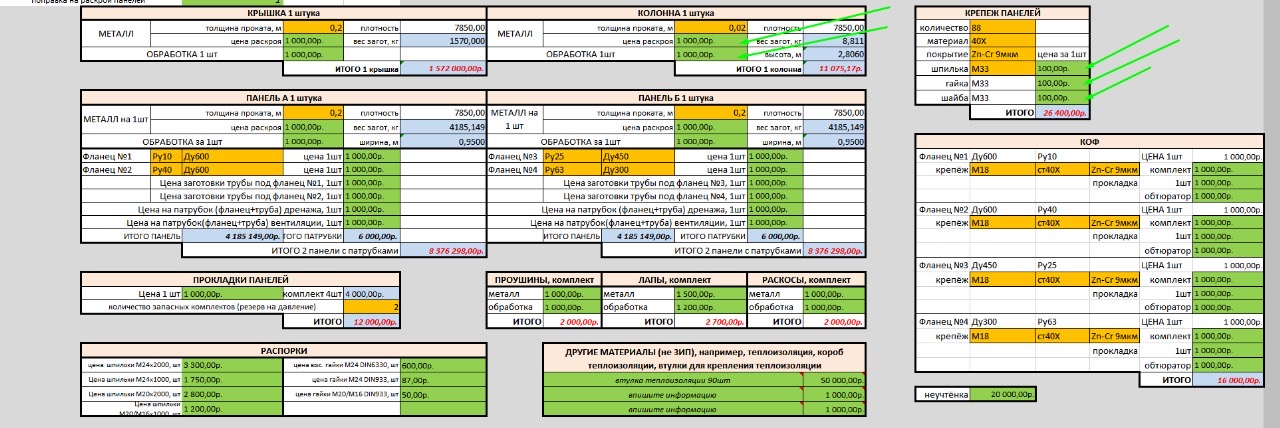 поправка на раскрой панелей 1
КРЫШКА 1 штука
МЕТАЛЛ толщина проката, м 0,2 плотность 7850,00
цена раскроя 1 000,00р. вес загот, кг 1570,000
ОБРАБОТКА 1 шт 1 000,00р.
ИТОГО 1 крышка 1 572 000,00р.
КОЛОННА 1 штука
МЕТАЛЛ толщина проката, м 0,02 плотность 7850,00
цена раскроя 1 000,00р. вес загот, кг 8,811
ОБРАБОТКА 1шт 1 000,00р. высота, м 2,8060
ИТОГО 1 колонна 11 075,17р.
КРЕПЕЖ ПАНЕЛЕЙ
количество 88
материал 40Х
покрытие Zn-Cr 9мкм цена за 1шт
шпилька М33 100,00р.
гайка М33 100,00р.
шайба М33 100,00р.
ИТОГО 26 400,00р.
ПАНЕЛЬ А 1 штука
МЕТАЛЛ на 1шт толщина проката, м 0,2 плотность 7850,00
цена раскроя 1 000,00р. вес загот, кг 4185,149
ОБРАБОТКА за 1шт 1 000,00р. ширина, м 0,9500
Фланец №1 Ру10 Ду600 цена 1шт 1 000,00р.
Фланец №2 Ру40 Ду600 цена 1шт 1 000,00р.
Цена заготовки трубы под фланец №1, 1шт 1 000,00р.
Цена заготовки трубы под фланец №2, 1шт 1 000,00р.
Цена на патрубок (фланец+труба) дренажа, 1шт 1 000,00р.
Цена на патрубок(фланец+труба) вентиляции, 1шт 1 000,00р.
ИТОГО ПАНЕЛЬ 4 185 149,00р. ИТОГО ПАТРУБКИ 6 000,00р.
ИТОГО 2 панели с патрубками 8 376 298,00р.
ПАНЕЛЬ Б 1 штука
МЕТАЛЛ на 1 шт толщина проката, м 0,2 плотность 7850,00
цена раскроя 1 000,00р. вес загот, кг 4185,149
ОБРАБОТКА за 1шт 1 000,00р. ширина, м 0,9500
Фланец №3 Ру25 Ду450 цена 1шт 1 000,00р.
Фланец №4 Ру63 Ду300 цена 1шт 1 000,00р.
Цена заготовки трубы под фланец №3, 1шт 1 000,00р.
Цена заготовки трубы под фланец №4, 1шт 1 000,00р.
Цена на патрубок (фланец+труба) дренажа, 1шт 1 000,00р.
Цена на патрубок(фланец+труба) вентиляции, 1шт 1 000,00р.
ИТОГО ПАНЕЛЬ 4 185 149,00р. ИТОГО ПАТРУБКИ 6 000,00р.
ИТОГО 2 панели с патрубками 8 376 298,00р.
КОФ
Фланец №1 Ду600 Ру10 ЦЕНА 1шт 1 000,00р.
крепёж М18 ст40Х Zn-Cr 9мкм комплект 1 000,00р.
прокладка 1шт 1 000,00р.
обтюратор 1 000,00р.
Фланец №2 Ду600 Ру40 ЦЕНА 1шт 1 000,00р.
крепёж М18 ст40Х Zn-Cr 9мкм комплект 1 000,00р.
прокладка 1шт 1 000,00р.
обтюратор 1 000,00р.
Фланец №3 Ду450 Ру25 ЦЕНА 1шт 1 000,00р.
крепёж М18 ст40Х Zn-Cr 9мкм комплект 1 000,00р.
прокладка 1шт 1 000,00р.
обтюратор 1 000,00р.
Фланец №4 Ду300 Ру63 ЦЕНА 1шт 1 000,00р.
крепёж М18 ст40Х Zn-Cr 9мкм комплект 1 000,00р.
прокладка 1шт 1 000,00р.
обтюратор 1 000,00р.
ИТОГО 16 000,00р.
ПРОКЛАДКИ ПАНЕЛЕЙ
Цена 1 шт 1 000,00р. комплект 4шт 4 000,00р.
количество запасных комплектов (резерв на давление) 2
ИТОГО 12 000,00р.
ПРОУШИНЫ, комплект
металл 1 000,00р.
обработка 1 000,00р.
ИТОГО 2 000,00р.
ЛАПЫ, комплект
металл 1 500,00р.
обработка 1 200,00р.
ИТОГО 2 700,00р.
РАСКОСЫ, комплект
металл 1 000,00р.
обработка 1 000,00р.
ИТОГО 2 000,00р.
РАСПОРКИ
цена шпильки М24х2000, шт 3 300,00р. цена выс. гайки М24 DIN6330, шт 600,00р.
Цена шпильки М24х1000, шт 1 750,00р. цена гайки М24 DIN933, шт 87,00р.
Цена шпильки М20х2000, шт 2 800,00р. цена гайки М20/М16 DIN933, шт 50,00р.
Цена шпильки М20/М16х1000, шт 1 200,00р.
ДРУГИЕ МАТЕРИАЛЫ (не ЗИП), например, теплоизоляция, короб
теплоизоляции, втулки для крепления теплоизоляции
втулка теплоизоляции 90шт 50 000,00р.
впишите информацию 1 000,00р.
впишите информацию 1 000,00р.
неучтёнка 20 000,00р.